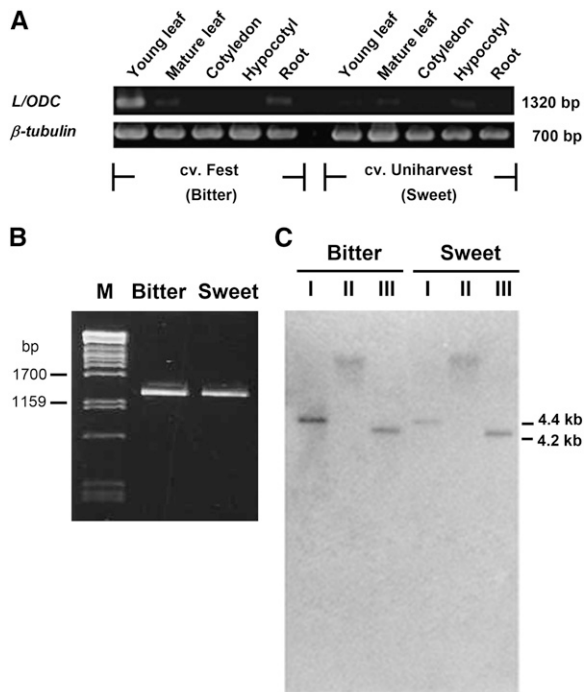 A
Young leaf Mature leaf Cotyledon Hypocotyl Root Young leaf Mature leaf Cotyledon Hypocotyl Root
L/ODC 1320 bp
β-tubulin 700 bp
cv. Fest cv. Uniharvest
(Bitter) (Sweet)
B
M Bitter Sweet
bp
1700
1159
C
Bitter Sweet
I II III I II III
4.4 kb
4.2 kb